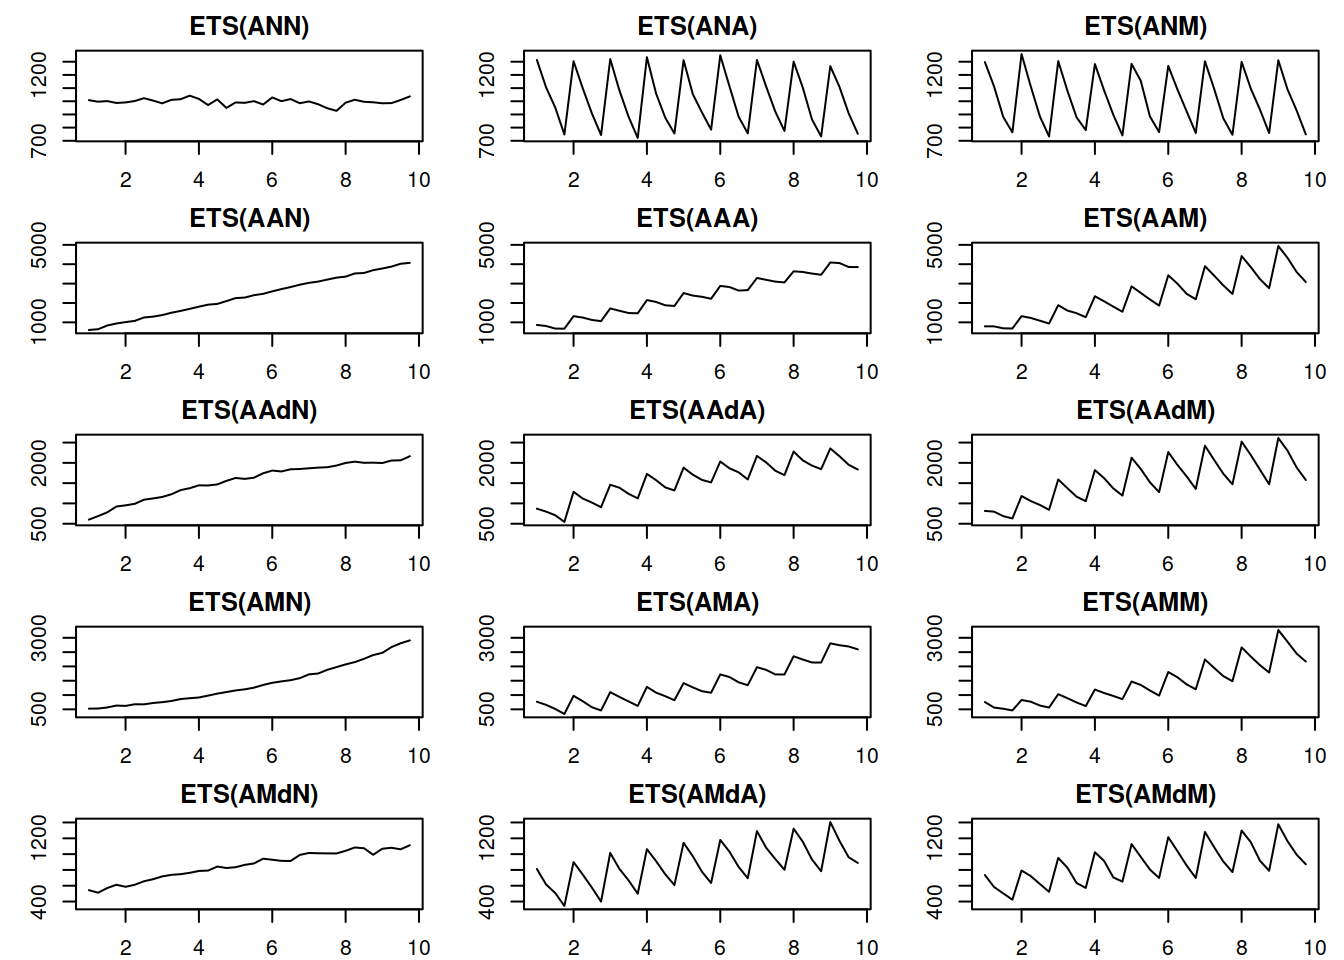 ETS(ANN) ETS(ANA) ETS(ANM)
1200 1200 1200
700 700 700
2 4 6 8 10 2 4 6 8 10 2 4 6 8 10
ETS(AAN) ETS(AAA) ETS(AAM)
5000 5000 5000
1000 1000 1000
2 4 6 8 10 2 4 6 8 10 2 4 6 8 10
ETS(AAdN) ETS(AAdA) ETS(AAdM)
2000 2000 2000
500 500 500
2 4 6 8 10 2 4 6 8 10 2 4 6 8 10
ETS(AMN) ETS(AMA) ETS(AMM)
3000 3000 3000
500 500 500
2 4 6 8 10 2 4 6 8 10 2 4 6 8 10
ETS(AMdN) ETS(AMdA) ETS(AMdM)
1200 1200 1200
400 400 400
2 4 6 8 10 2 4 6 8 10 2 4 6 8 10